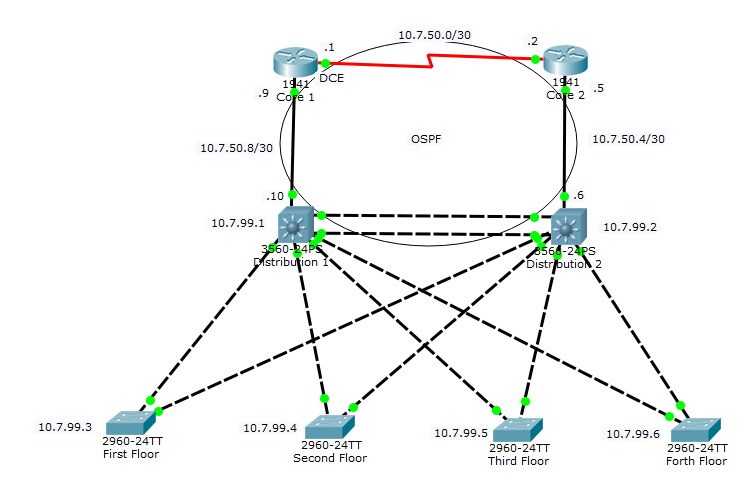 10.7.50.0/30
.1
.2
DCE
1941
Core 1
1941
Core 2
.9
.5
OSPF
10.7.50.8/30
10.7.50.4/30
.10
.6
10.7.99.1
10.7.99.2
3560-24PS
Distribution 1
3560-24PS
Distribution 2
10.7.99.3
2960-24TT
First Floor
10.7.99.4
2960-24TT
Second Floor
10.7.99.5
2960-24TT
Third Floor
10.7.99.6
2960-24TT
Forth Floor